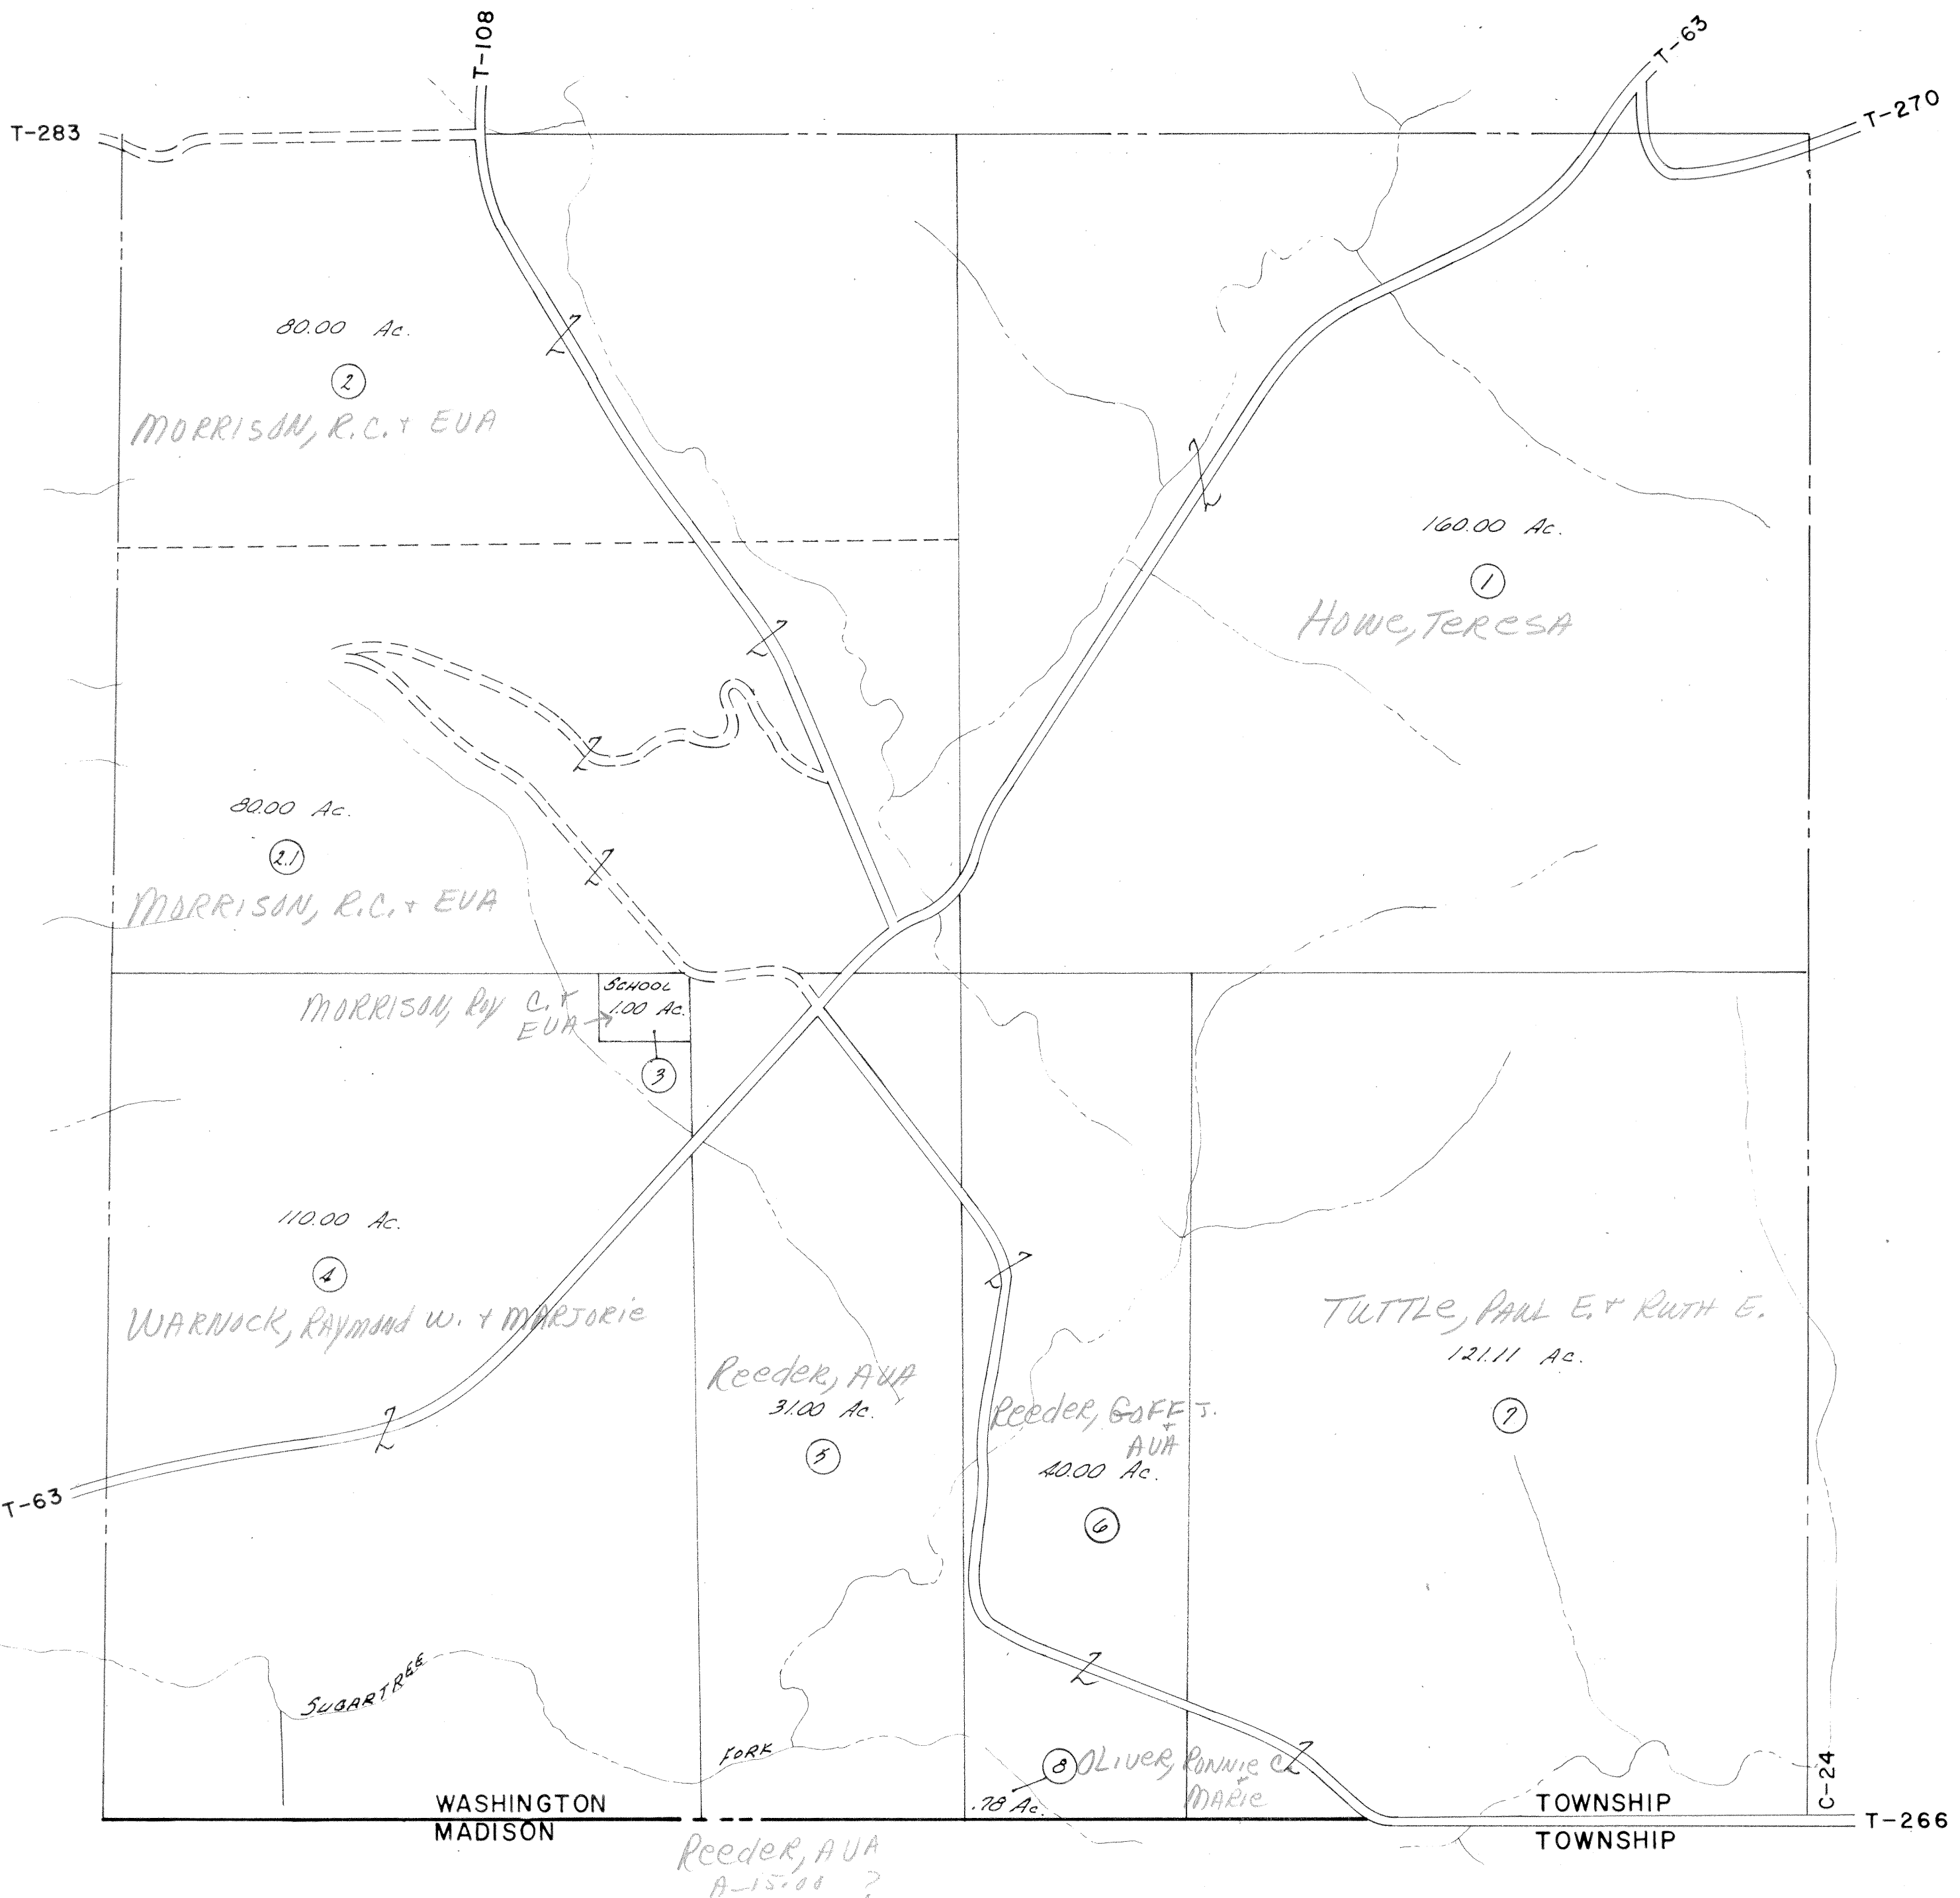 T-108
T-63
T-270
T-283
80.00 Ac.
2
MORRISON, R.C. + EVA
160.00 Ac.
1
HOWE, TERESA
80.00 Ac.
2.1
MORRISON, R.C. + EVA
SCHOOL
1.00 Ac.
MORRISON, ROY C. +
EVA
3
110.00 Ac.
4
WARNOCK, RAYMOND W. + MARJORIE
REEDER, AVA
31.00 Ac.
5
REEDER, GOFF J.
+
AVA
40.00 Ac.
6
TUTTLE, PAUL E. + RUTH E.
121.11 Ac.
7
T-63
SUGARTREE
FORK
8
OLIVER, RONNIE C.
+
MARIE
.78 Ac.
C-24
WASHINGTON TOWNSHIP
MADISON TOWNSHIP
T-266
REEDER, AVA
A-15.00 ?